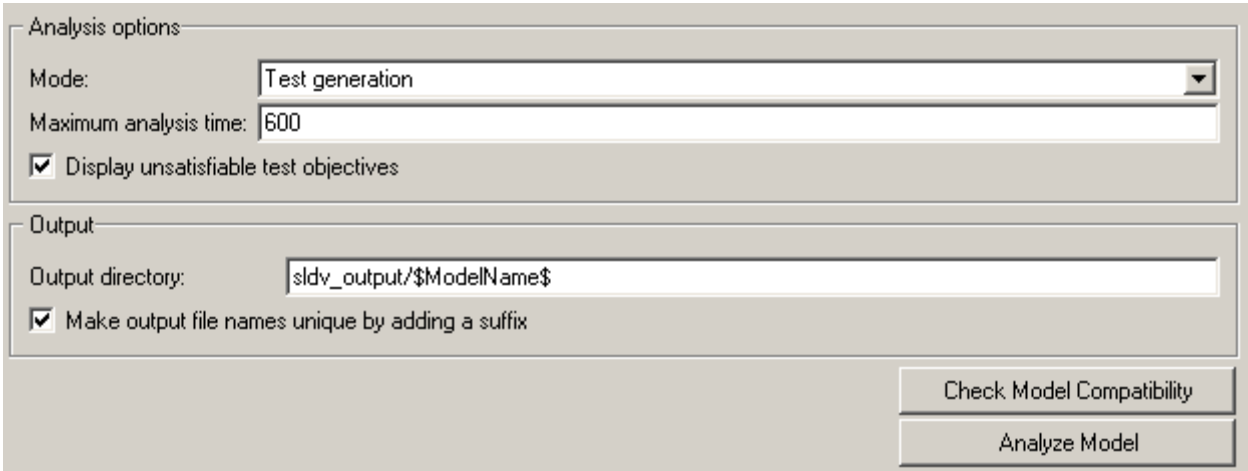 Analysis options
Mode: Test generation
Maximum analysis time: 600
Display unsatisfiable test objectives
Output
Output directory: sldv_output/$ModelName$
Make output file names unique by adding a suffix
Check Model Compatibility
Analyze Model